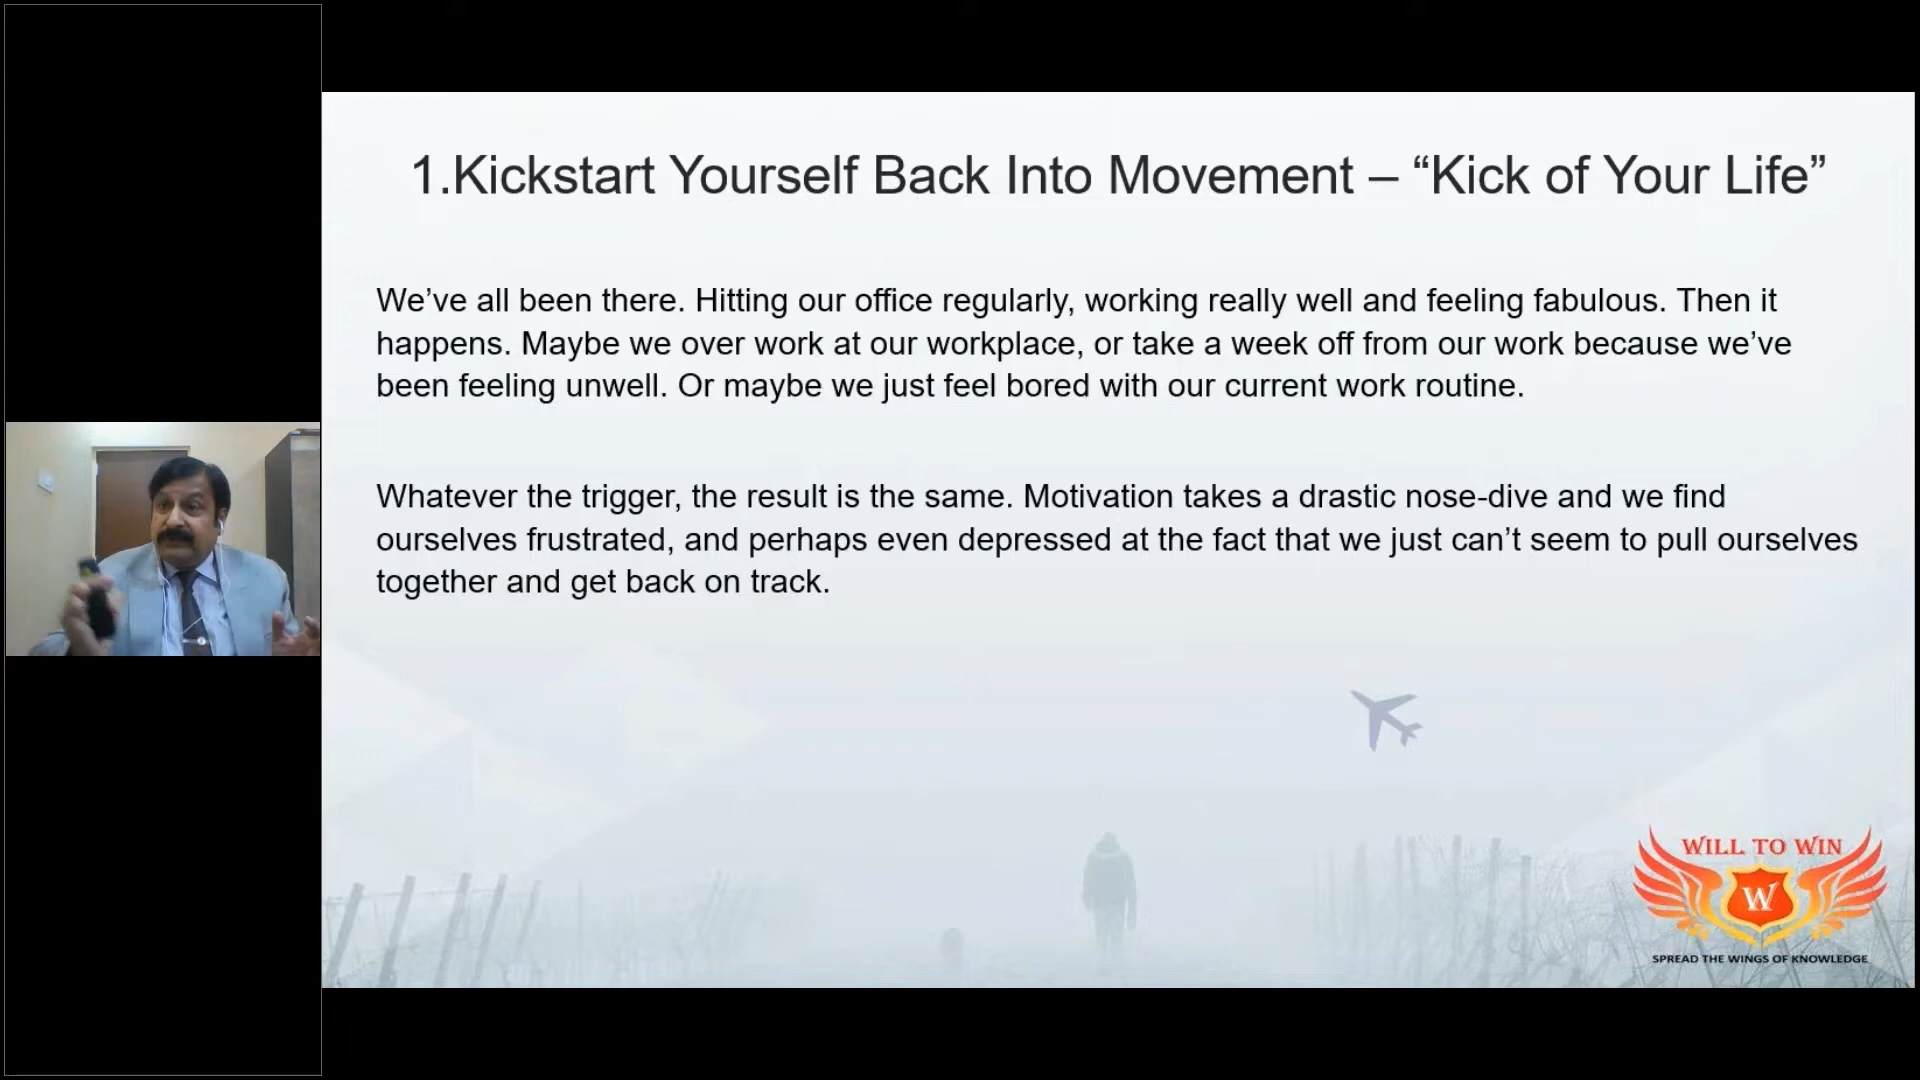 1.Kickstart Yourself Back Into Movement – “Kick of Your Life”
We’ve all been there. Hitting our office regularly, working really well and feeling fabulous. Then it
happens. Maybe we over work at our workplace, or take a week off from our work because we’ve
been feeling unwell. Or maybe we just feel bored with our current work routine.
Whatever the trigger, the result is the same. Motivation takes a drastic nose-dive and we find
ourselves frustrated, and perhaps even depressed at the fact that we just can’t seem to pull ourselves
together and get back on track.
WILL TO WIN
W
SPREAD THE WINGS OF KNOWLEDGE